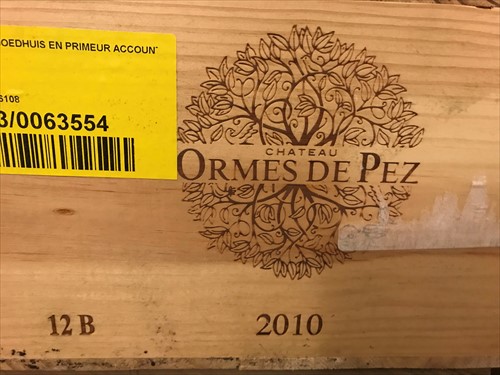 OEDHUIS EN PRIMEUR ACCOUN
6108
3/0063554
CHATEAU
ORMES DE PEZ
12 B
2010